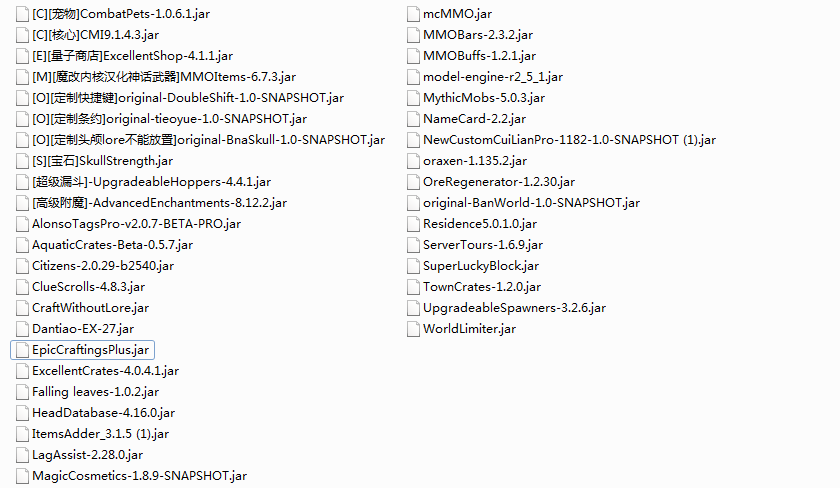 [C][宠物]CombatPets-1.0.6.1.jar
[C][核心]CMI9.1.4.3.jar
[E][量子商店]ExcellentShop-4.1.1.jar
[M][魔改内核汉化神话武器]MMOItems-6.7.3.jar
[O][定制快捷键]original-DoubleShift-1.0-SNAPSHOT.jar
[O][定制条约]original-tieoyue-1.0-SNAPSHOT.jar
[O][定制头颅lore不能放置]original-BnaSkull-1.0-SNAPSHOT.jar
[S][宝石]SkullStrength.jar
[超级漏斗]-UpgradeableHoppers-4.4.1.jar
[高级附魔]-AdvancedEnchantments-8.12.2.jar
AlonsoTagsPro-v2.0.7-BETA-PRO.jar
AquaticCrates-Beta-0.5.7.jar
Citizens-2.0.29-b2540.jar
ClueScrolls-4.8.3.jar
CraftWithoutLore.jar
Dantiao-EX-27.jar
EpicCraftingsPlus.jar
ExcellentCrates-4.0.4.1.jar
Falling leaves-1.0.2.jar
HeadDatabase-4.16.0.jar
ItemsAdder_3.1.5 (1).jar
LagAssist-2.28.0.jar
MagicCosmetics-1.8.9-SNAPSHOT.jar
mcMMO.jar
MMOBars-2.3.2.jar
MMOBuffs-1.2.1.jar
model-engine-r2_5_1.jar
MythicMobs-5.0.3.jar
NameCard-2.2.jar
NewCustomCuiLianPro-1182-1.0-SNAPSHOT (1).jar
oraxen-1.135.2.jar
OreRegenerator-1.2.30.jar
original-BanWorld-1.0-SNAPSHOT.jar
Residence5.0.1.0.jar
ServerTours-1.6.9.jar
SuperLuckyBlock.jar
TownCrates-1.2.0.jar
UpgradeableSpawners-3.2.6.jar
WorldLimiter.jar